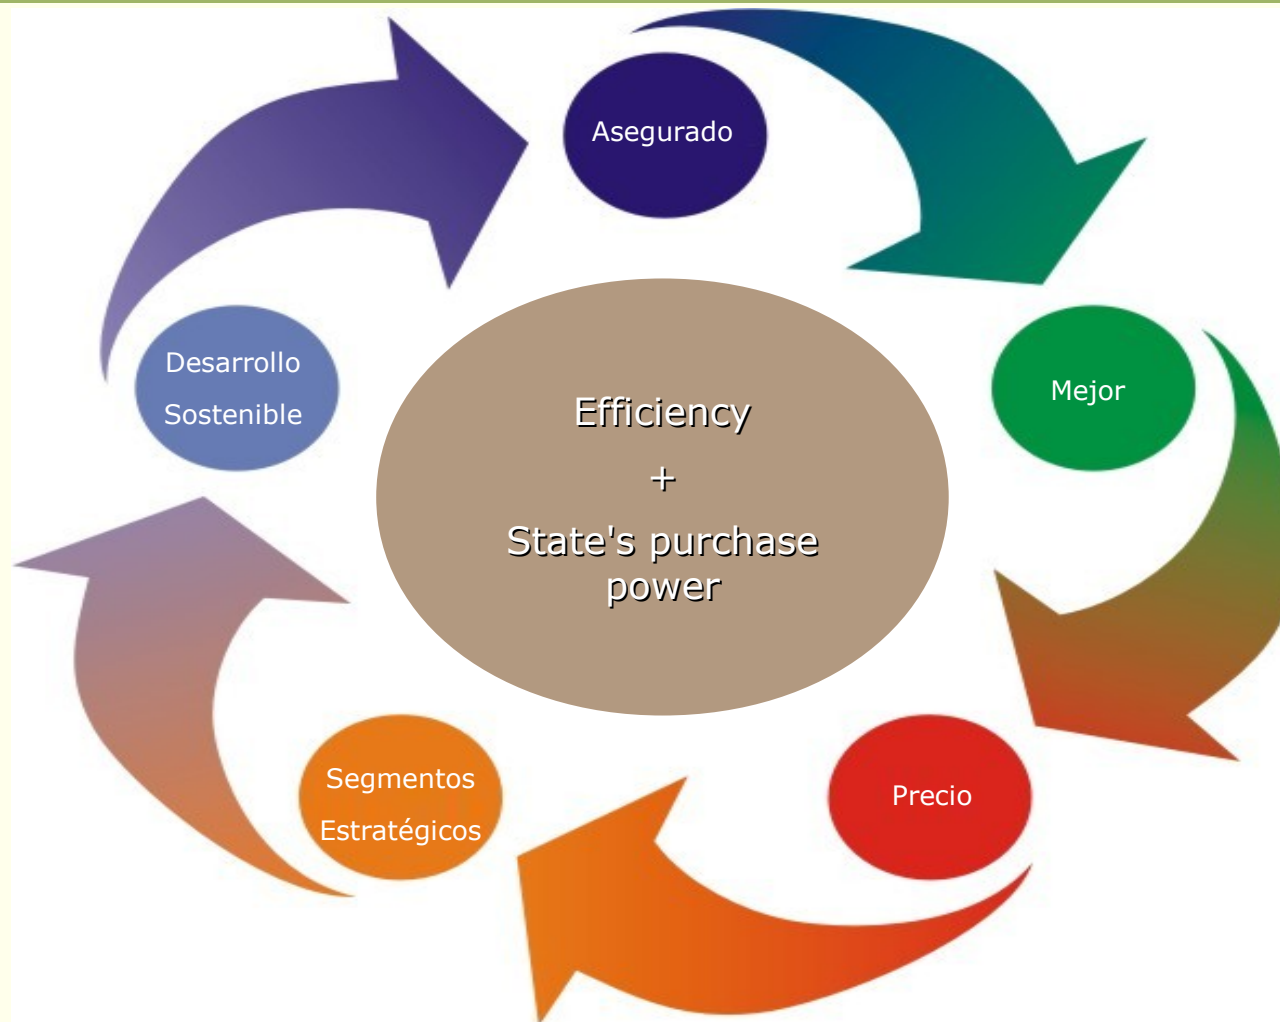 Asegurado
Desarrollo
Sostenible
Mejor
Efficiency
+
State's purchase
power
Segmentos
Estratégicos
Precio